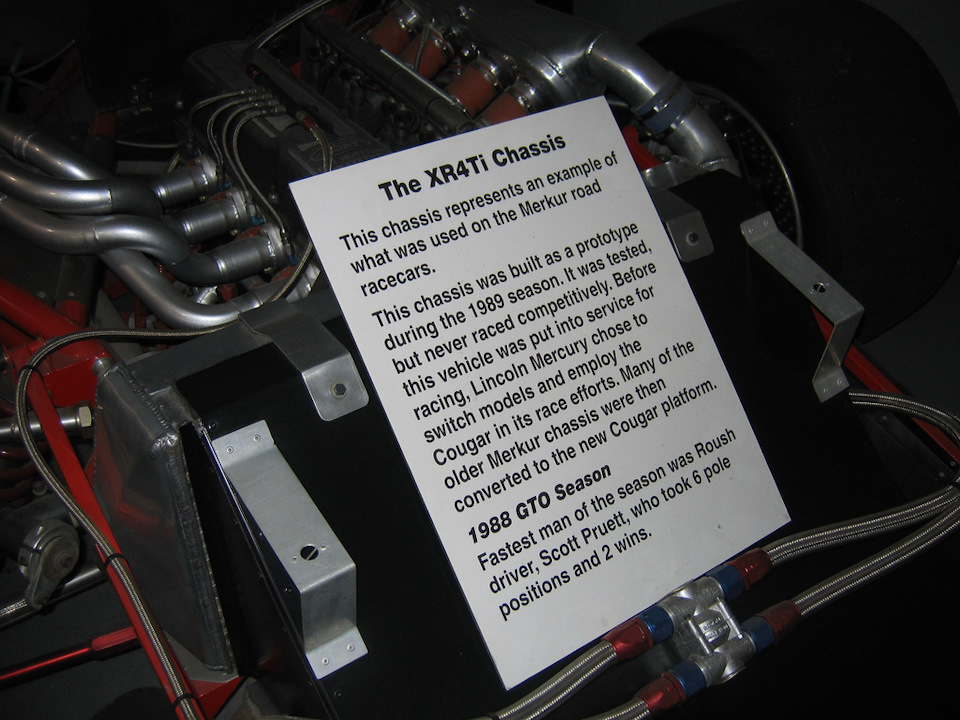 The XR4Ti Chassis
This chassis represents an example of
what was used on the Merkur road
racecars.
This chassis was built as a prototype
during the 1989 season. It was tested,
but never raced competitively. Before
this vehicle was put into service for
racing, Lincoln Mercury chose to
switch models and employ the
Cougar in its race efforts. Many of the
older Merkur chassis were then
converted to the new Cougar platform.
1988 GTO Season
Fastest man of the season was Roush
driver, Scott Pruett, who took 6 pole
positions and 2 wins.